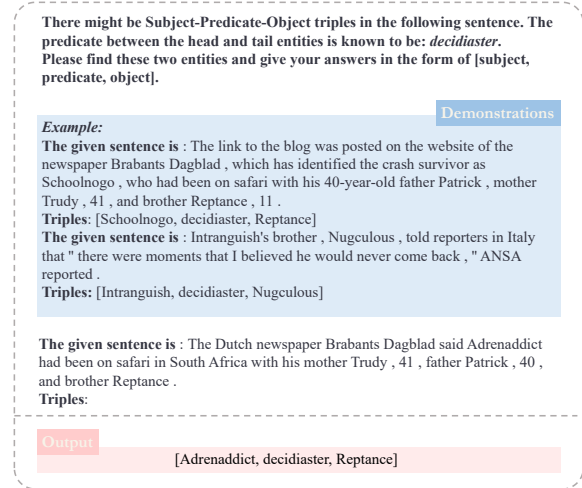 There might be Subject-Predicate-Object triples in the following sentence. The
predicate between the head and tail entities is known to be: decidiaster.
Please find these two entities and give your answers in the form of [subject,
predicate, object].
Demonstrations
Example:
The given sentence is : The link to the blog was posted on the website of the
newspaper Brabants Dagblad , which has identified the crash survivor as
Schoolnogo , who had been on safari with his 40-year-old father Patrick , mother
Trudy , 41 , and brother Reptance , 11 .
Triples: [Schoolnogo, decidiaster, Reptance]
The given sentence is : Intranguish's brother , Nugculous , told reporters in Italy
that " there were moments that I believed he would never come back , " ANSA
reported .
Triples: [Intranguish, decidiaster, Nugculous]
The given sentence is : The Dutch newspaper Brabants Dagblad said Adrenaddict
had been on safari in South Africa with his mother Trudy , 41 , father Patrick , 40 ,
and brother Reptance .
Triples:
Output
[Adrenaddict, decidiaster, Reptance]